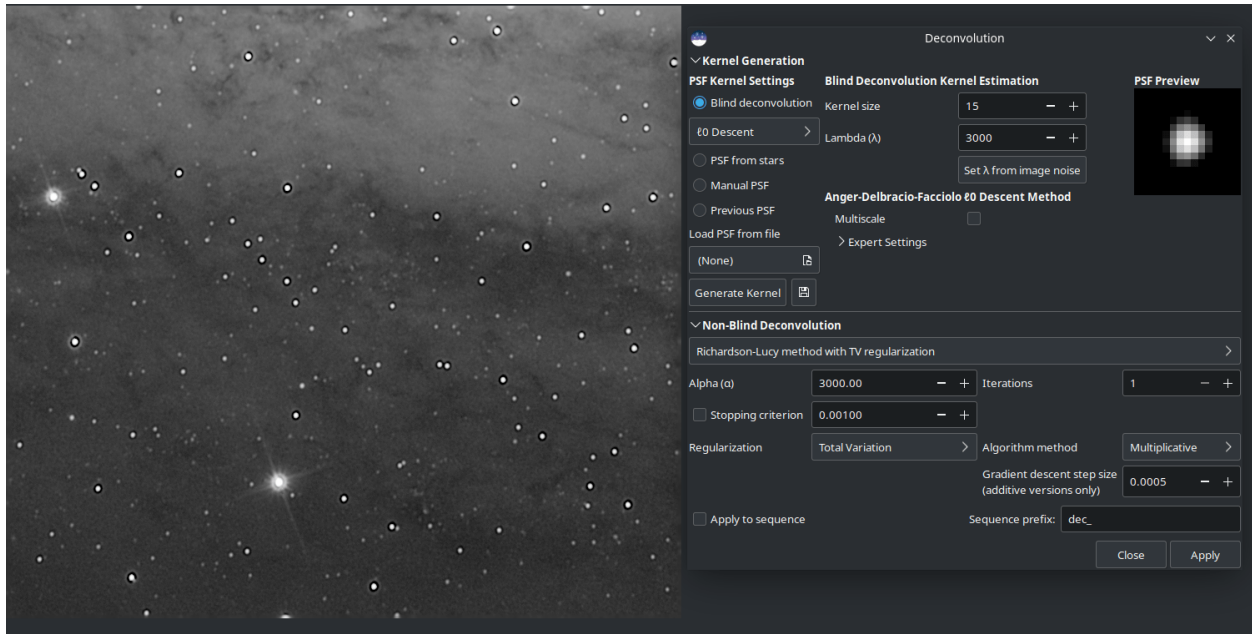 Deconvolution
Kernel Generation
PSF Kernel Settings
Blind Deconvolution Kernel Estimation
PSF Preview
Blind deconvolution
Kernel size
15
ℓ0 Descent
Lambda (λ)
3000
PSF from stars
Set λ from image noise
Manual PSF
Anger-Delbracio-Facciolo ℓ0 Descent Method
Previous PSF
Multiscale
Load PSF from file
Expert Settings
(None)
Generate Kernel
Non-Blind Deconvolution
Richardson-Lucy method with TV regularization
Alpha (α)
3000.00
Iterations
1
Stopping criterion
0.00100
Regularization
Total Variation
Algorithm method
Multiplicative
Gradient descent step size
(additive versions only)
0.0005
Apply to sequence
Sequence prefix:
dec_
Close
Apply